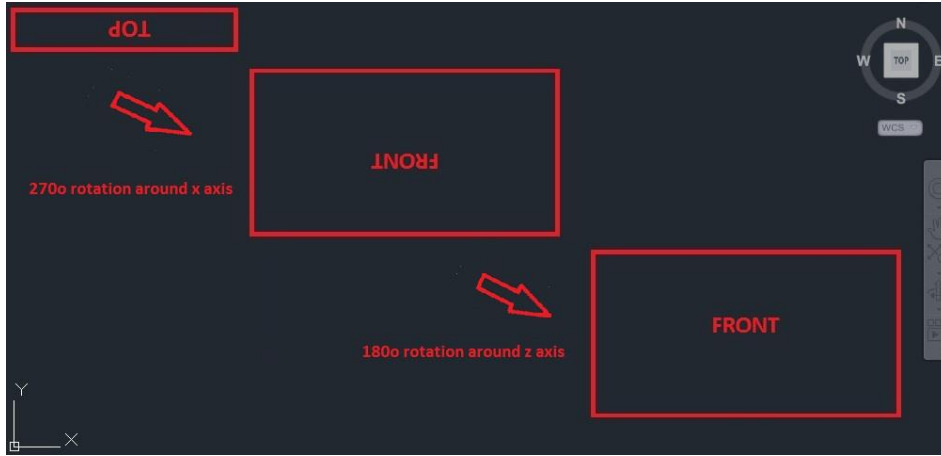 TOP
N
W
TOP
E
S
WCS
FRONT
270o rotation around x axis
FRONT
180o rotation around z axis
Y
X